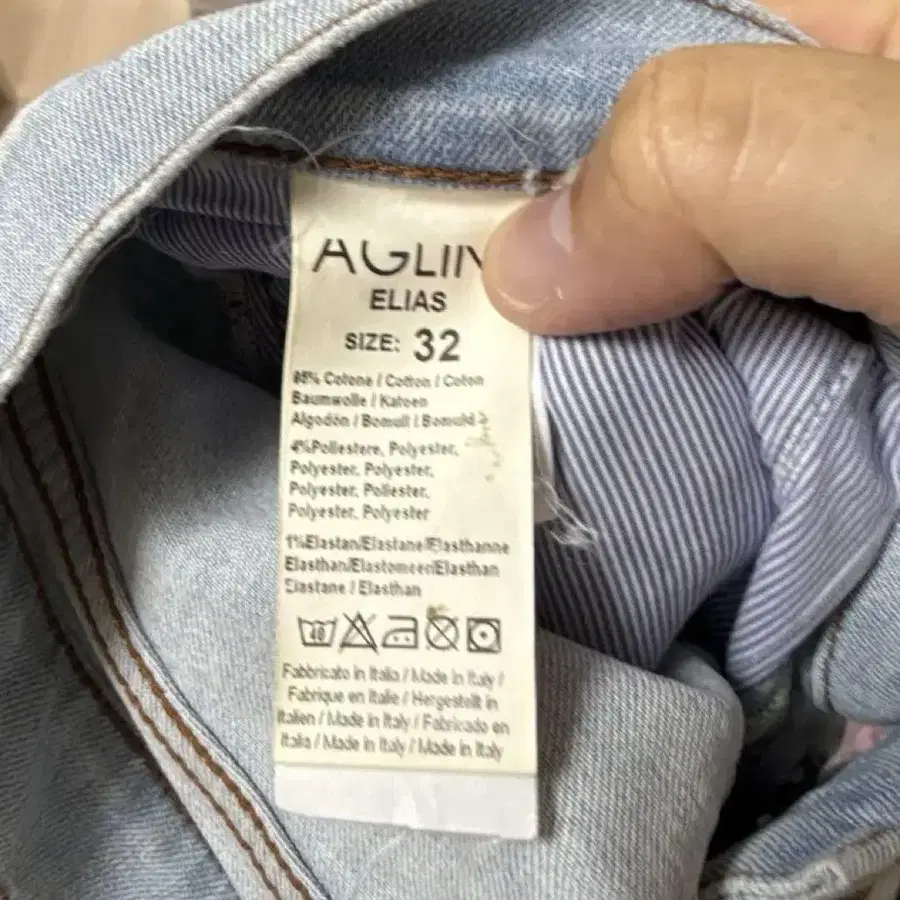 ELIAS
SIZE: 32
95% Cotone / Cotton / Coton
Baumwolle / Katoen
Algodón / Bomull / Bomuld
4%Poliestere, Polyester,
Polyester, Polyester,
Polyester, Poliester,
Polyester, Polyester
1%Elastan/Elastane/Elasthanne
Elasthan/Elastomeer/Elasthan
Elastane / Elasthan
40
Fabbricato in Italia / Made in Italy /
Fabrique en Italie / Hergestellt in
Italien / Made in Italy / Fabricado en
Italia / Made in Italy / Made in Italy